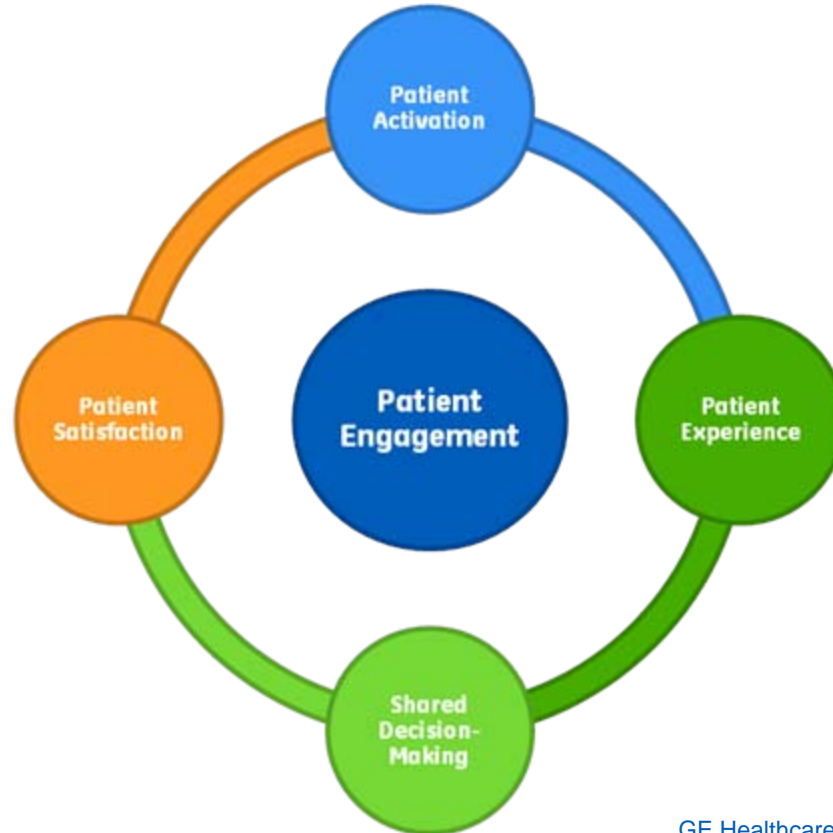 Patient
Activation
Patient
Satisfaction
Patient
Engagement
Patient
Experience
Shared
Decision-
Making
GE Healthcare